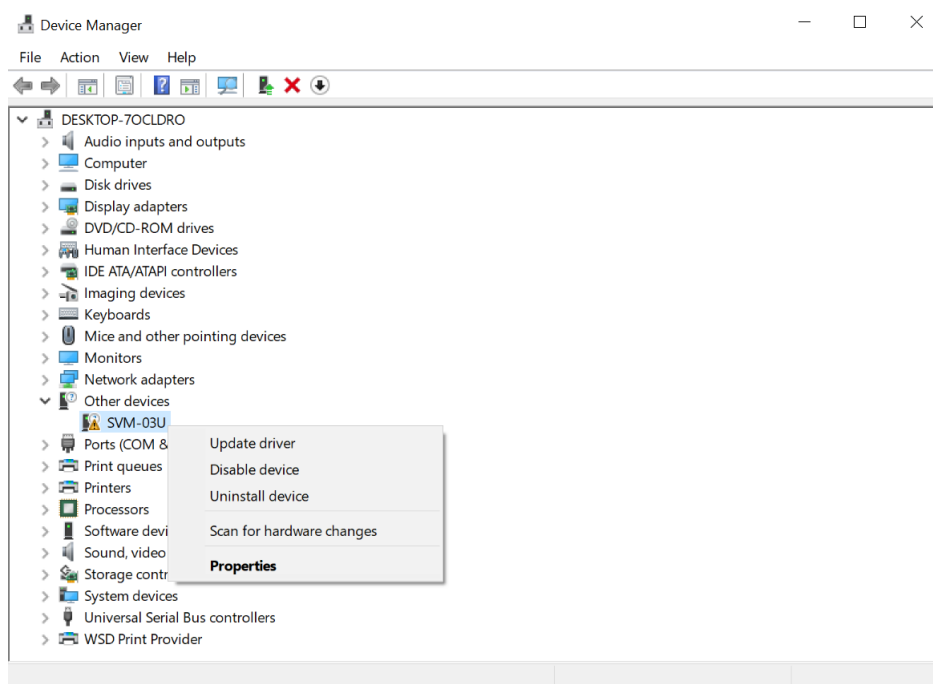 Device Manager
File Action View Help
DESKTOP-7OCLDRO
Audio inputs and outputs
Computer
Disk drives
Display adapters
DVD/CD-ROM drives
Human Interface Devices
IDE ATA/ATAPI controllers
Imaging devices
Keyboards
Mice and other pointing devices
Monitors
Network adapters
Other devices
SVM-03U
Ports (COM &
Print queues
Printers
Processors
Software devi
Sound, video
Storage contr
System devices
Universal Serial Bus controllers
WSD Print Provider
Update driver
Disable device
Uninstall device
Scan for hardware changes
Properties